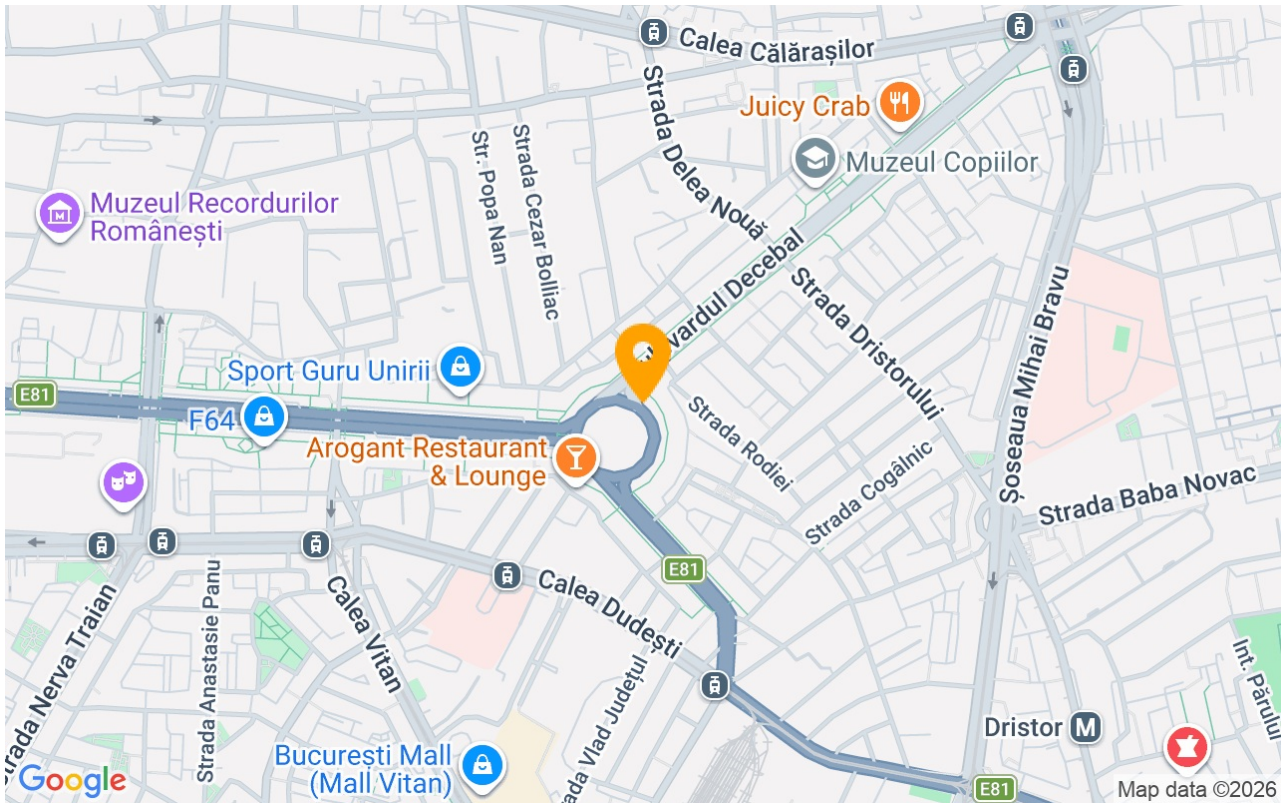 Calea Călărașilor
Juicy Crab
Muzeul Copiilor
Strada Delea Nouă
Strada Cezar Bolliac
Str. Popa Nan
Muzeul Recordurilor
Românești
vardul Decebal
Strada Dristorului
Șoseaua Mihai Bravu
Sport Guru Unirii
E81
F64
Arogant Restaurant
& Lounge
Strada Rodiei
Strada Cogâlnic
Strada Baba Novac
E81
Calea Dudești
Calea Vitan
Strada Anastasie Panu
Strada Nerva Traian
Int. Părului
ada Vlad Județul
Dristor M
București Mall
(Mall Vitan)
E81
Google
Map data ©2026